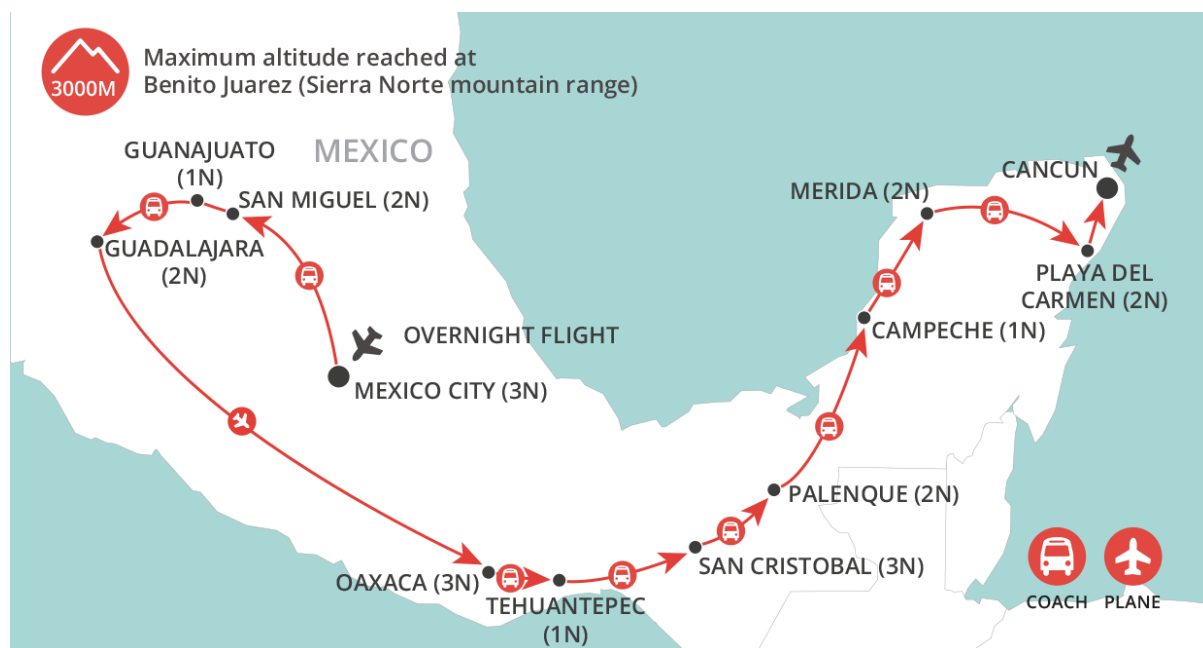 3000M
Maximum altitude reached at
Benito Juarez (Sierra Norte mountain range)
MEXICO
GUANAJUATO
(1N)
SAN MIGUEL (2N)
GUADALAJARA
(2N)
OVERNIGHT FLIGHT
MEXICO CITY (3N)
OAXACA (3N)
TEHUANTEPEC
(1N)
SAN CRISTOBAL (3N)
PALENQUE (2N)
CAMPECHE (1N)
MERIDA (2N)
CANCUN
PLAYA DEL
CARMEN (2N)
COACH
PLANE